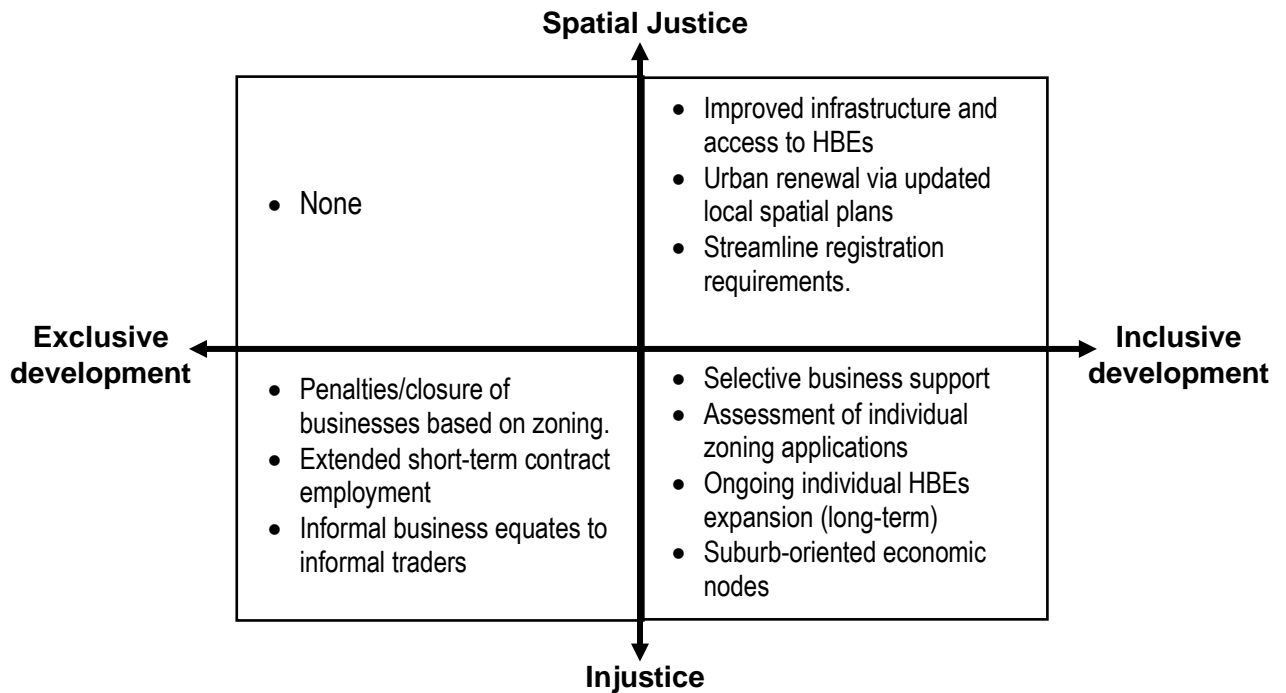 Spatial Justice
• None
• Improved infrastructure and
access to HBEs
• Urban renewal via updated
local spatial plans
• Streamline registration
requirements.
Exclusive
development
Inclusive
development
• Penalties/closure of
businesses based on zoning.
• Extended short-term contract
employment
• Informal business equates to
informal traders
• Selective business support
• Assessment of individual
zoning applications
• Ongoing individual HBEs
expansion (long-term)
• Suburb-oriented economic
nodes
Injustice